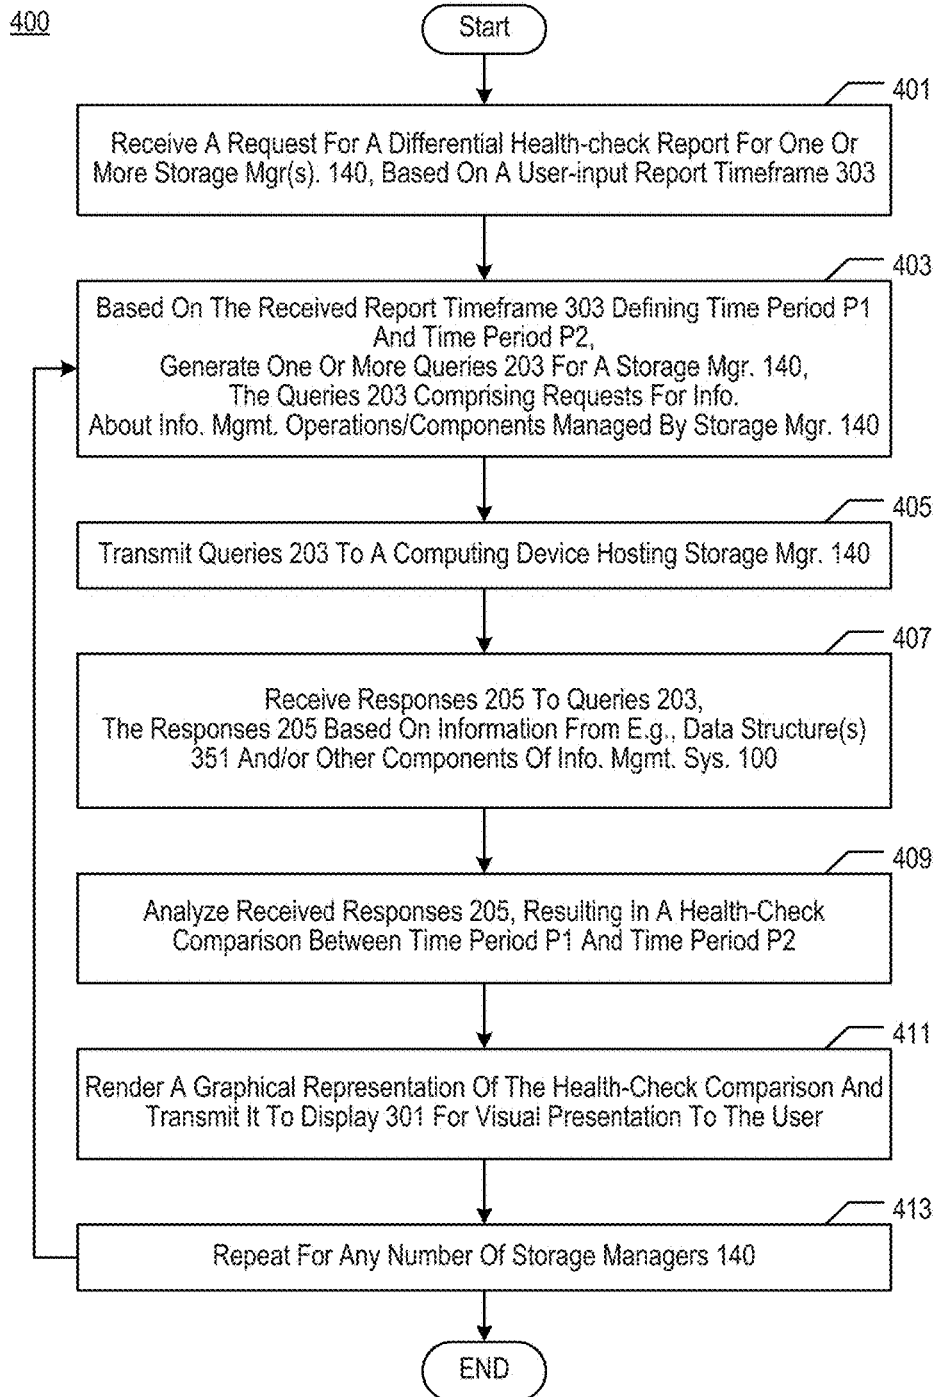 400
Start
401
Receive A Request For A Differential Health-check Report For One Or
More Storage Mgr(s). 140, Based On A User-input Report Timeframe 303
403
Based On The Received Report Timeframe 303 Defining Time Period P1
And Time Period P2,
Generate One Or More Queries 203 For A Storage Mgr. 140,
The Queries 203 Comprising Requests For Info.
About Info. Mgmt. Operations/Components Managed By Storage Mgr. 140
405
Transmit Queries 203 To A Computing Device Hosting Storage Mgr. 140
407
Receive Responses 205 To Queries 203,
The Responses 205 Based On Information From E.g., Data Structure(s)
351 And/or Other Components Of Info. Mgmt. Sys. 100
409
Analyze Received Responses 205, Resulting In A Health-Check
Comparison Between Time Period P1 And Time Period P2
411
Render A Graphical Representation Of The Health-Check Comparison And
Transmit It To Display 301 For Visual Presentation To The User
413
Repeat For Any Number Of Storage Managers 140
END